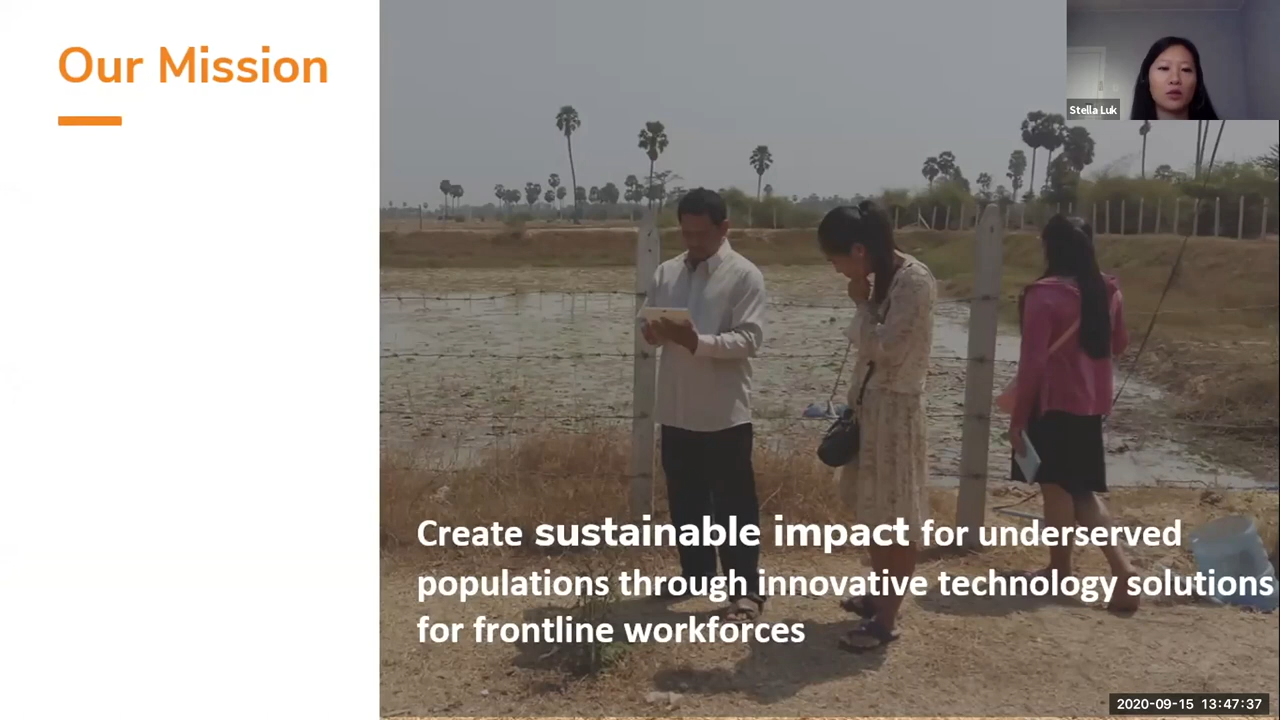 Our Mission
Stella Luk
Create sustainable impact for underserved
populations through innovative technology solutions
for frontline workforces
2020-09-15 13:47:37